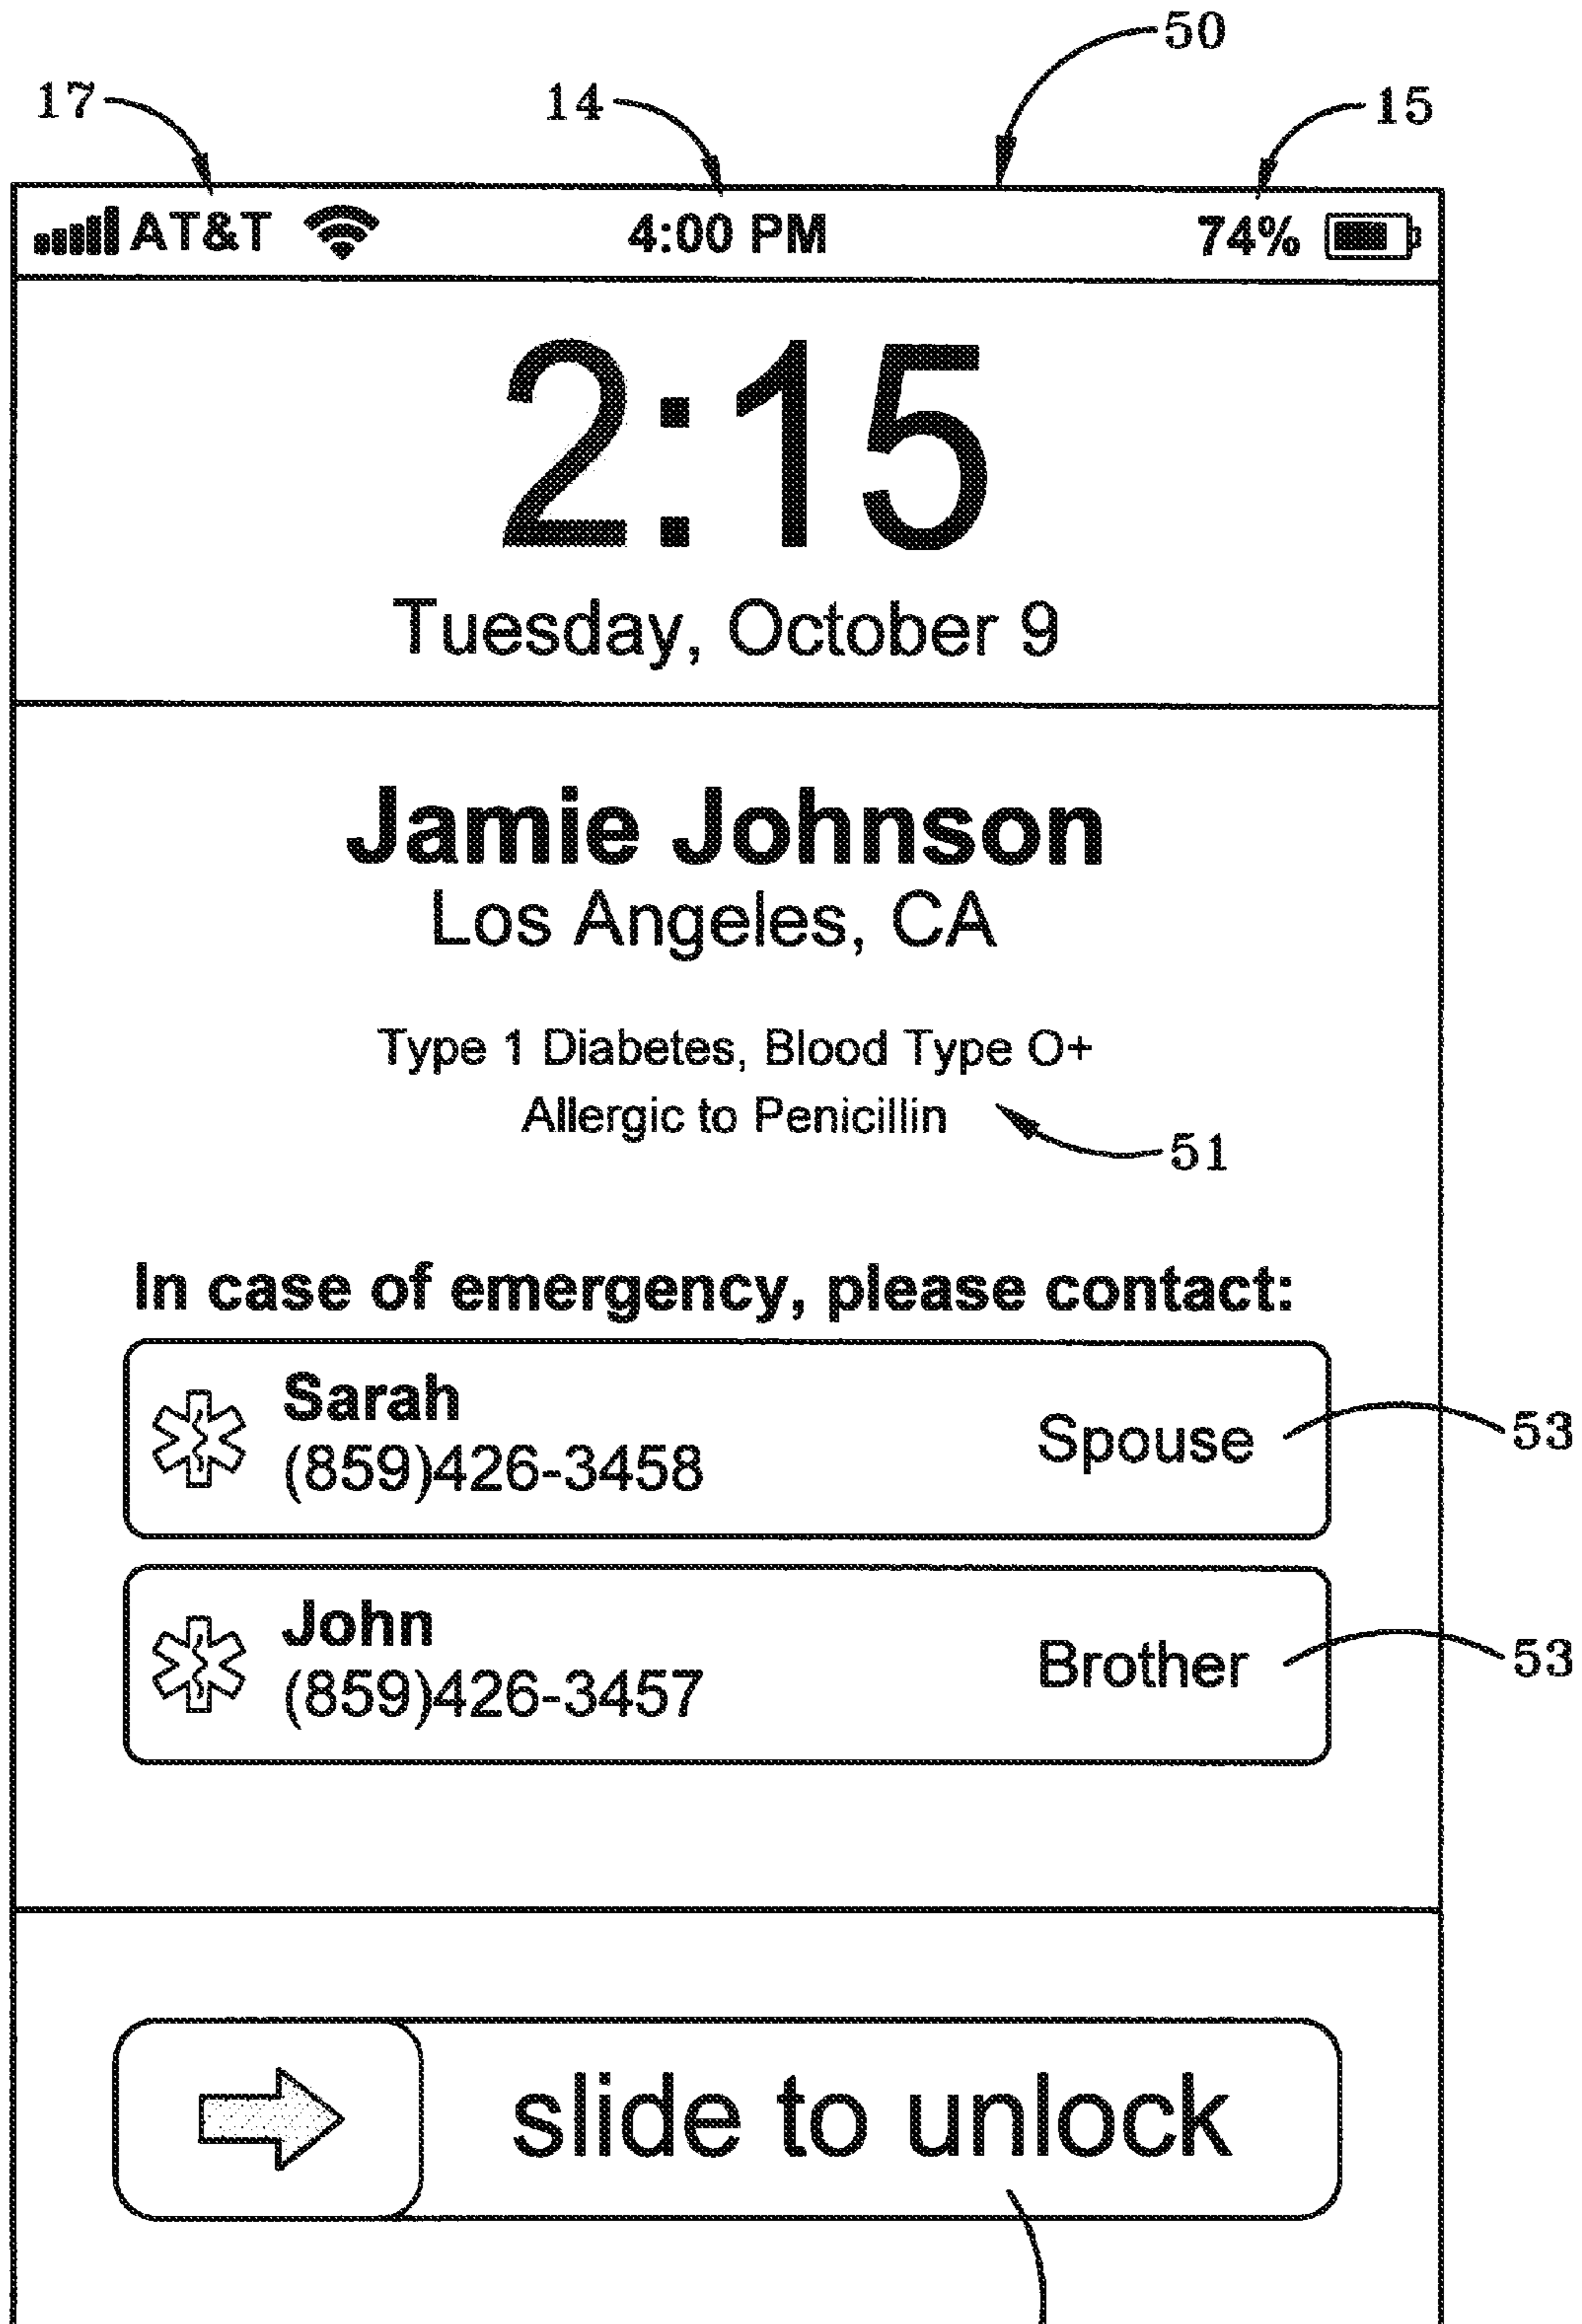 50
17 14 15
AT&T 4:00 PM 74%
2:15
Tuesday, October 9
Jamie Johnson
Los Angeles, CA
Type 1 Diabetes, Blood Type O+
Allergic to Penicillin
51
In case of emergency, please contact:
Sarah
(859)426-3458
Spouse
53
John
(859)426-3457
Brother
53
slide to unlock